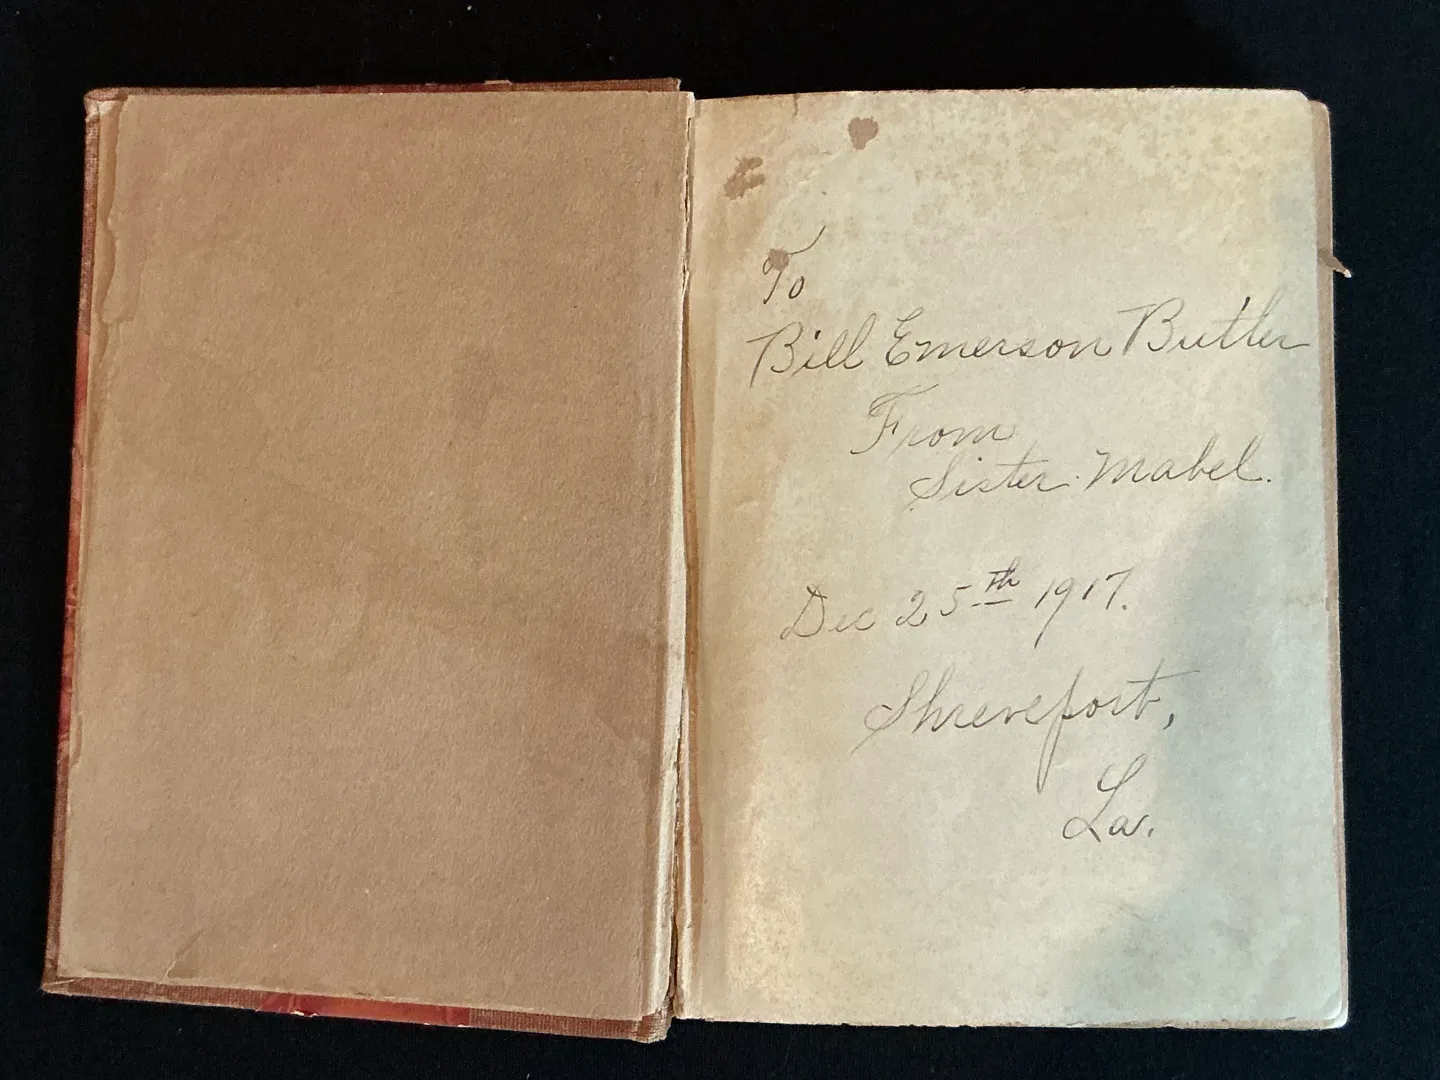 To
Bill Emerson Butler
From
Sister Mabel.
Dec 25th 1917.
Shreveport,
La.